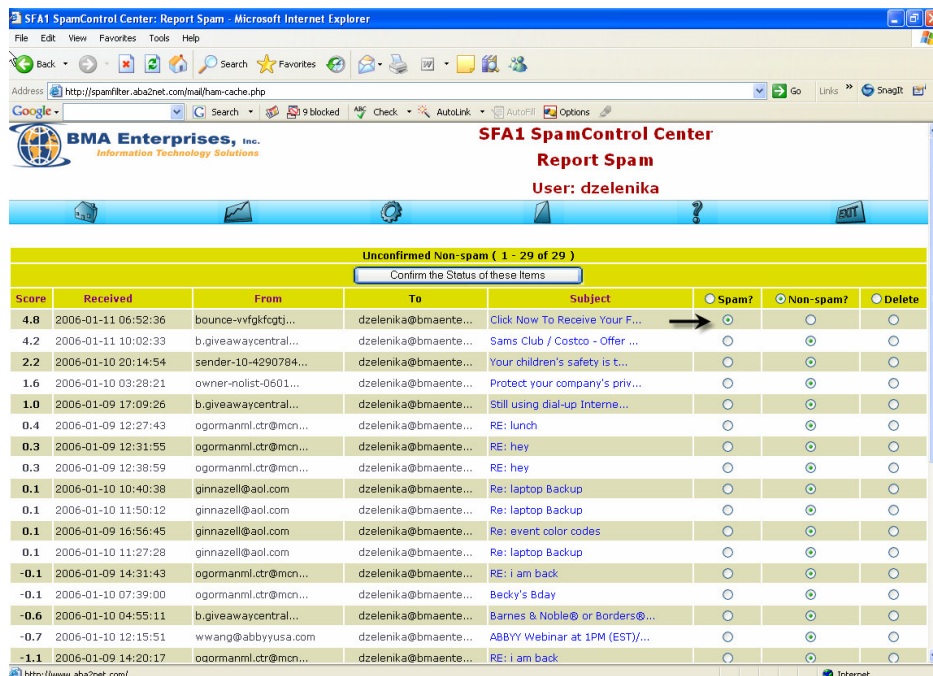 SFA1 SpamControl Center: Report Spam - Microsoft Internet Explorer
File Edit View Favorites Tools Help
Back Search Favorites
Address http://spamfilter.aba2net.com/mail/ham-cache.php Go Links » SnagIt
Google Search 9 blocked ABC Check AutoLink AutoFill Options
BMA Enterprises, Inc.
Information Technology Solutions
SFA1 SpamControl Center
Report Spam
User: dzelenika
? EXIT
Unconfirmed Non-spam ( 1 - 29 of 29 )
Confirm the Status of these Items
Score Received From To Subject Spam? Non-spam? Delete
4.8 2006-01-11 06:52:36 bounce-vvfgkfcgtj... dzelenika@bmaente... Click Now To Receive Your F...
4.2 2006-01-11 10:02:33 b.giveawaycentral... dzelenika@bmaente... Sams Club / Costco - Offer ...
2.2 2006-01-10 20:14:54 sender-10-4290784... dzelenika@bmaente... Your children's safety is t...
1.6 2006-01-10 03:28:21 owner-nolist-0601... dzelenika@bmaente... Protect your company's priv...
1.0 2006-01-09 17:09:26 b.giveawaycentral... dzelenika@bmaente... Still using dial-up Interne...
0.4 2006-01-09 12:27:43 ogormanml.ctr@mcn... dzelenika@bmaente... RE: lunch
0.3 2006-01-09 12:31:55 ogormanml.ctr@mcn... dzelenika@bmaente... RE: hey
0.3 2006-01-09 12:38:59 ogormanml.ctr@mcn... dzelenika@bmaente... RE: hey
0.1 2006-01-10 10:40:38 ginnazell@aol.com dzelenika@bmaente... Re: laptop Backup
0.1 2006-01-10 11:50:12 ginnazell@aol.com dzelenika@bmaente... Re: laptop Backup
0.1 2006-01-09 16:56:45 ginnazell@aol.com dzelenika@bmaente... Re: event color codes
0.1 2006-01-10 11:27:28 ginnazell@aol.com dzelenika@bmaente... Re: laptop Backup
-0.1 2006-01-09 14:31:43 ogormanml.ctr@mcn... dzelenika@bmaente... RE: i am back
-0.1 2006-01-10 07:39:00 ogormanml.ctr@mcn... dzelenika@bmaente... Becky's Bday
-0.6 2006-01-10 04:55:11 b.giveawaycentral... dzelenika@bmaente... Barnes & Noble® or Borders®...
-0.7 2006-01-10 12:15:51 wwang@abbyyusa.com dzelenika@bmaente... ABBYY Webinar at 1PM (EST)/...
-1.1 2006-01-09 14:20:17 ogormanml.ctr@mcn... dzelenika@bmaente... RE: i am back
http://www.aba2net.com/ Internet